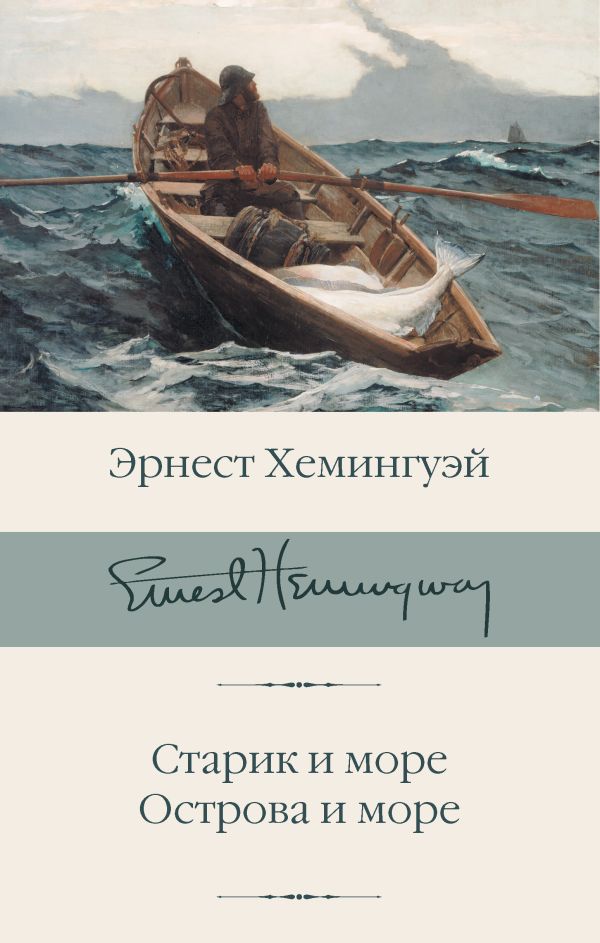 Эрнест Хемингуэй
Ernest Hemingway
Старик и море
Острова и море